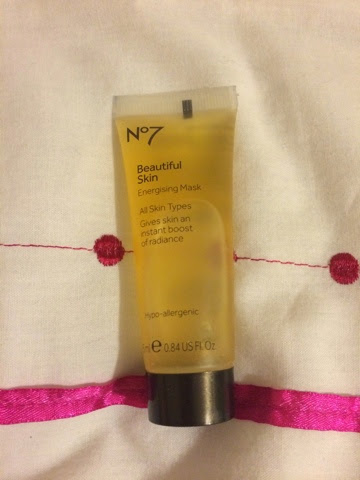 No7
Beautiful
Skin
Energising Mask
All Skin Types
Gives skin an
instant boost
of radiance
Hypo-allergenic
℮ 0.84 US Fl. Oz.